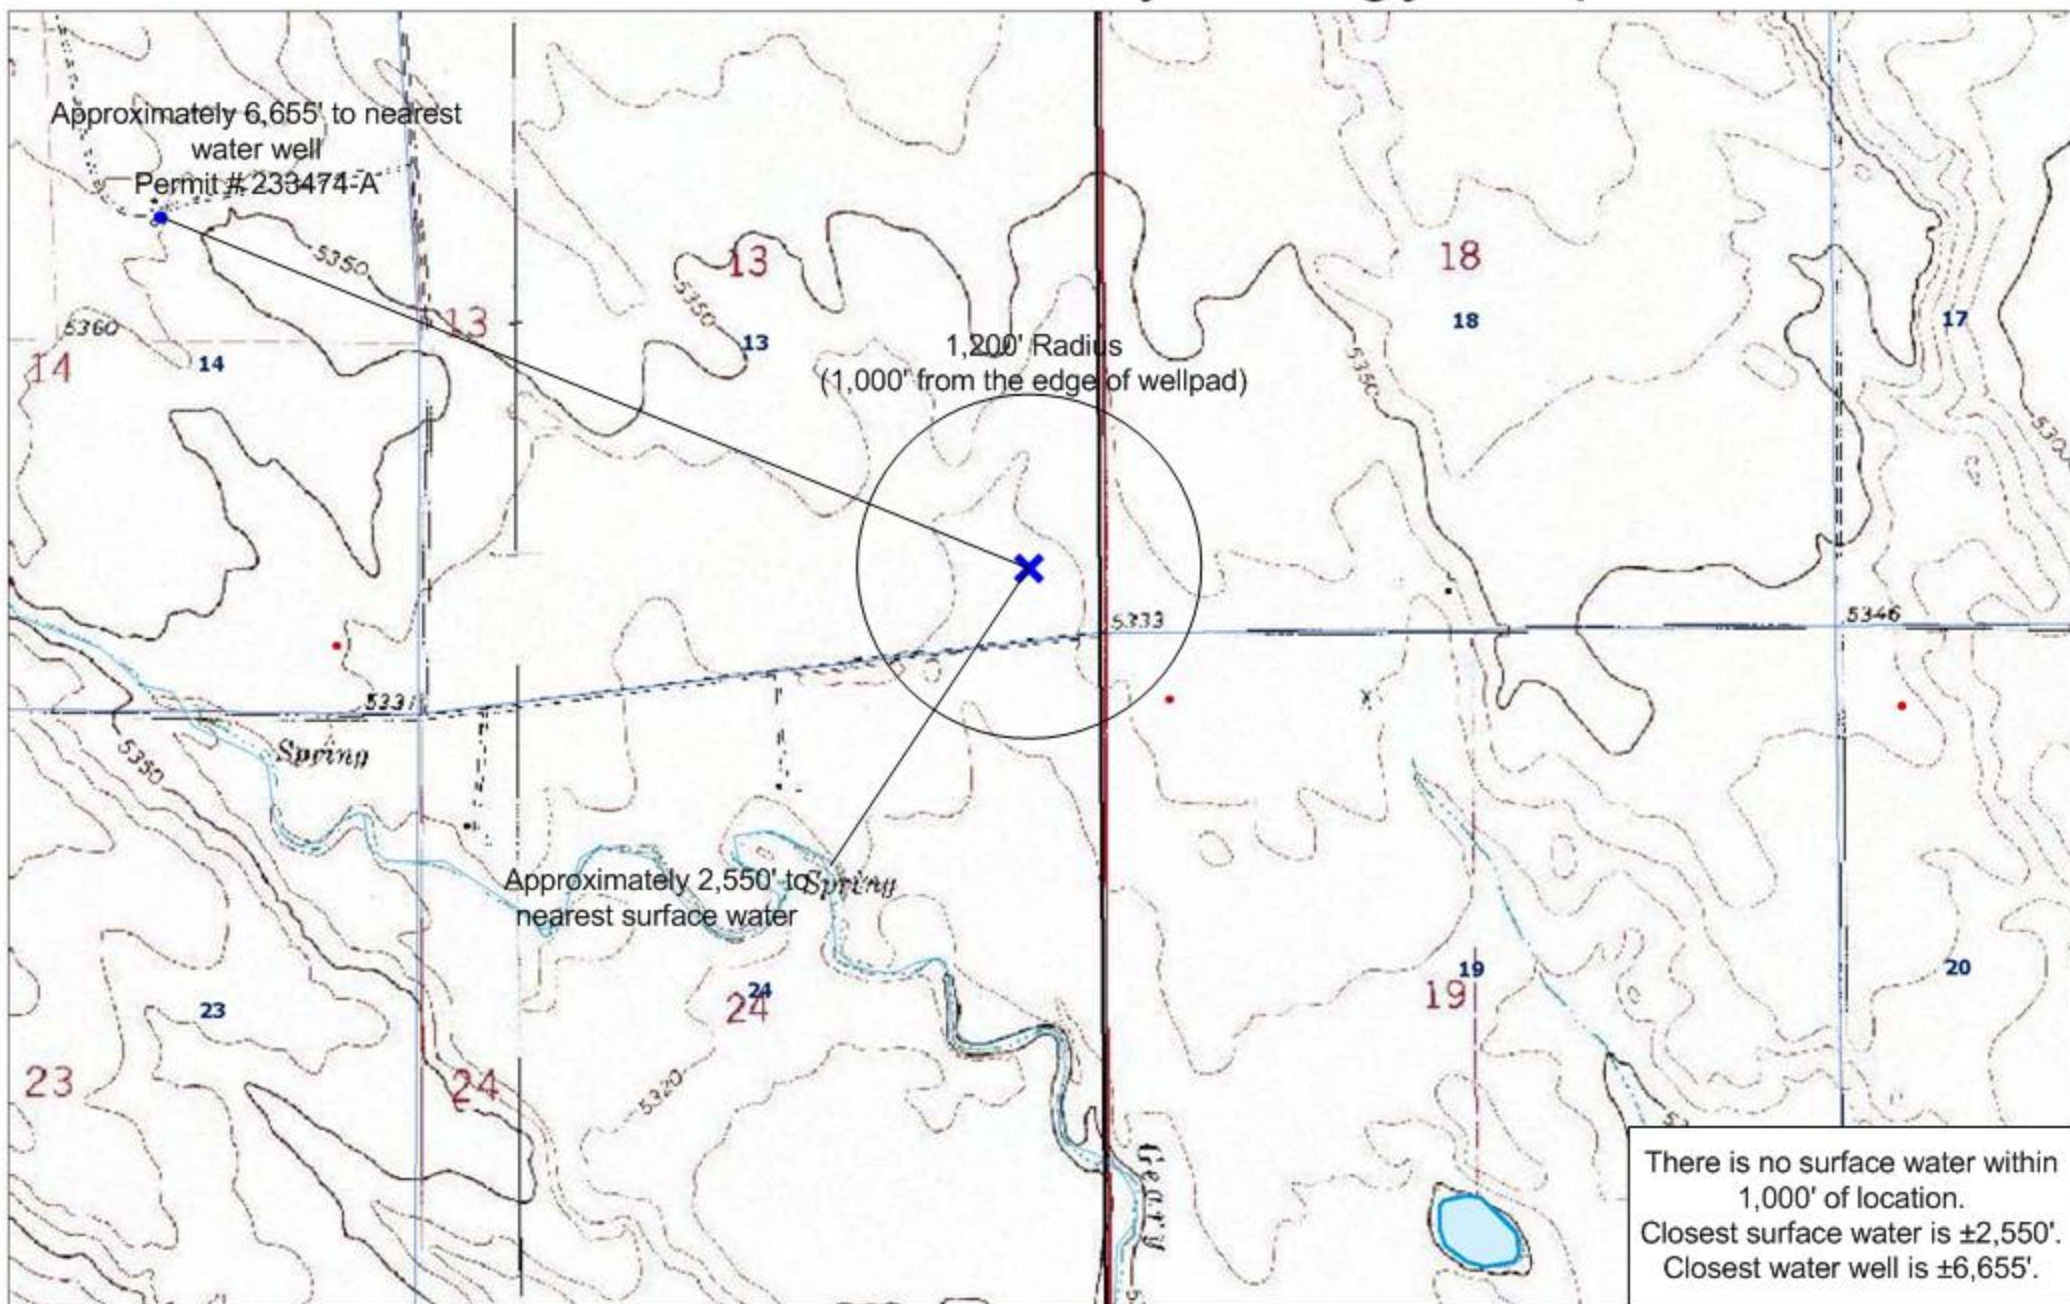 Approximately 6,655' to nearest
water well
Permit # 233474-A
5350
13
18
13
5350
5360
14
14
13
18
17
1,200' Radius
(1,000' from the edge of wellpad)
5350
5300
5333
5346
5331
Spring
5350
Approximately 2,550' to
nearest surface water
Spring
24
24
23
23
24
5320
19
19
20
Geary
There is no surface water within
1,000' of location.
Closest surface water is ±2,550'.
Closest water well is ±6,655'.